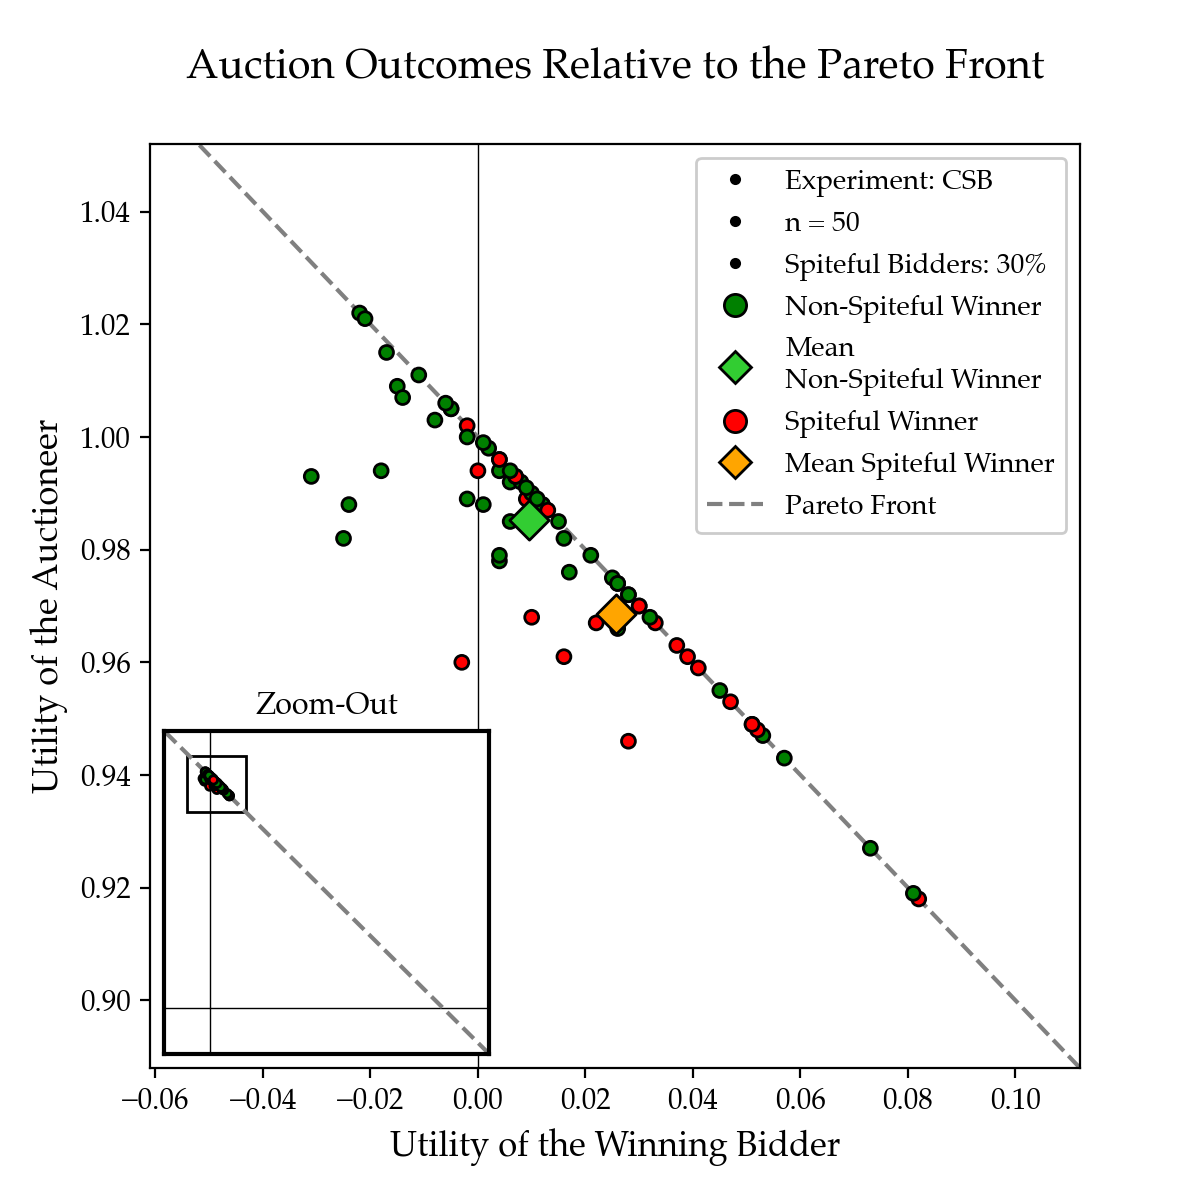 Auction Outcomes Relative to the Pareto Front
Experiment: CSB
n = 50
Spiteful Bidders: 30%
Non-Spiteful Winner
Mean
Non-Spiteful Winner
Spiteful Winner
Mean Spiteful Winner
Pareto Front
Utility of the Auctioneer
1.04
1.02
1.00
0.98
0.96
0.94
0.92
0.90
Zoom-Out
−0.06 −0.04 −0.02 0.00 0.02 0.04 0.06 0.08 0.10
Utility of the Winning Bidder